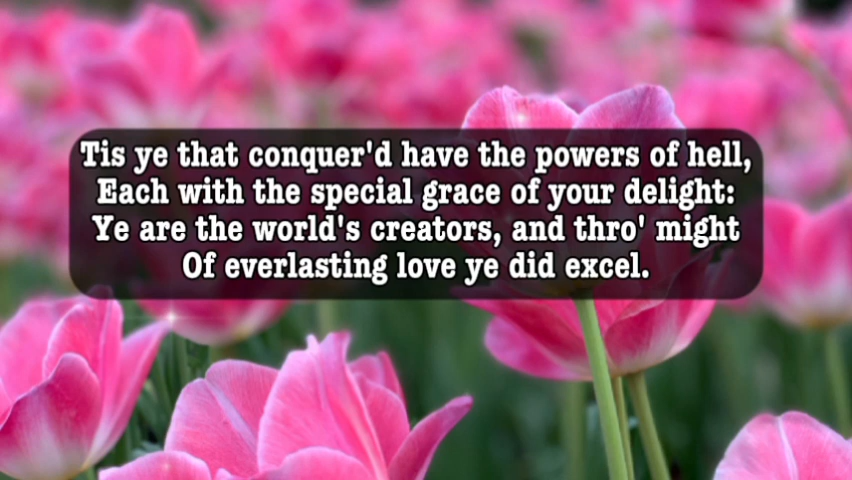 Tis ye that conquer'd have the powers of hell,
Each with the special grace of your delight:
Ye are the world's creators, and thro' might
Of everlasting love ye did excel.